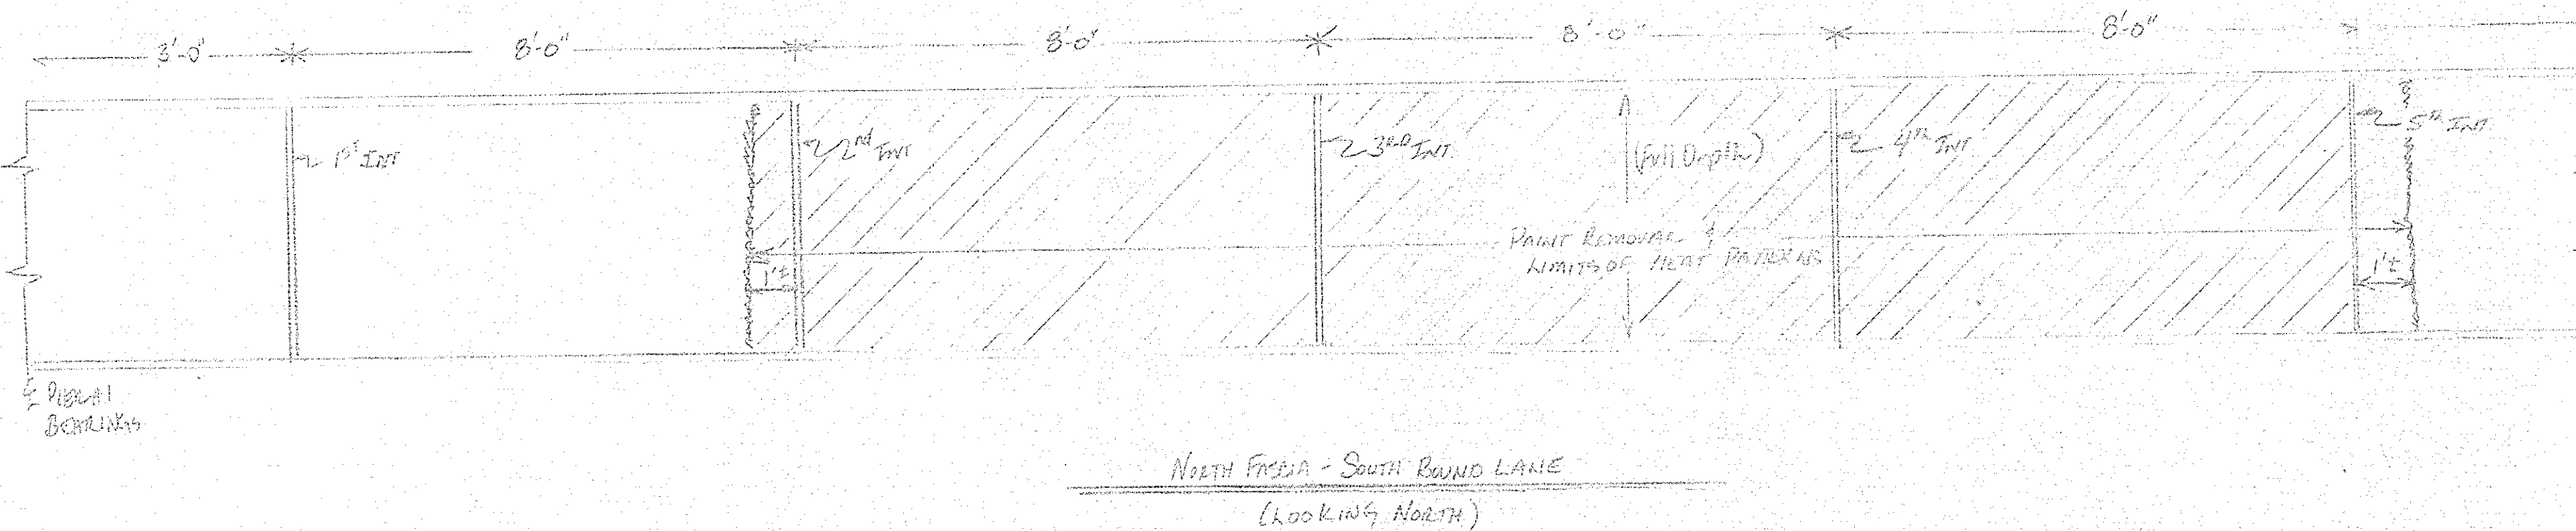 3'-0"
8'-0"
8'-0"
8'-0"
8'-0"
1ST INT
2nd INT
3RD INT
(Full Depth)
4TH INT
5TH INT
PAINT REMOVAL &
LIMITS OF HEAT PATTERNS
1'±
1'±
℄ PIER
BEARINGS
NORTH FASCIA - SOUTH BOUND LANE
(LOOKING NORTH)